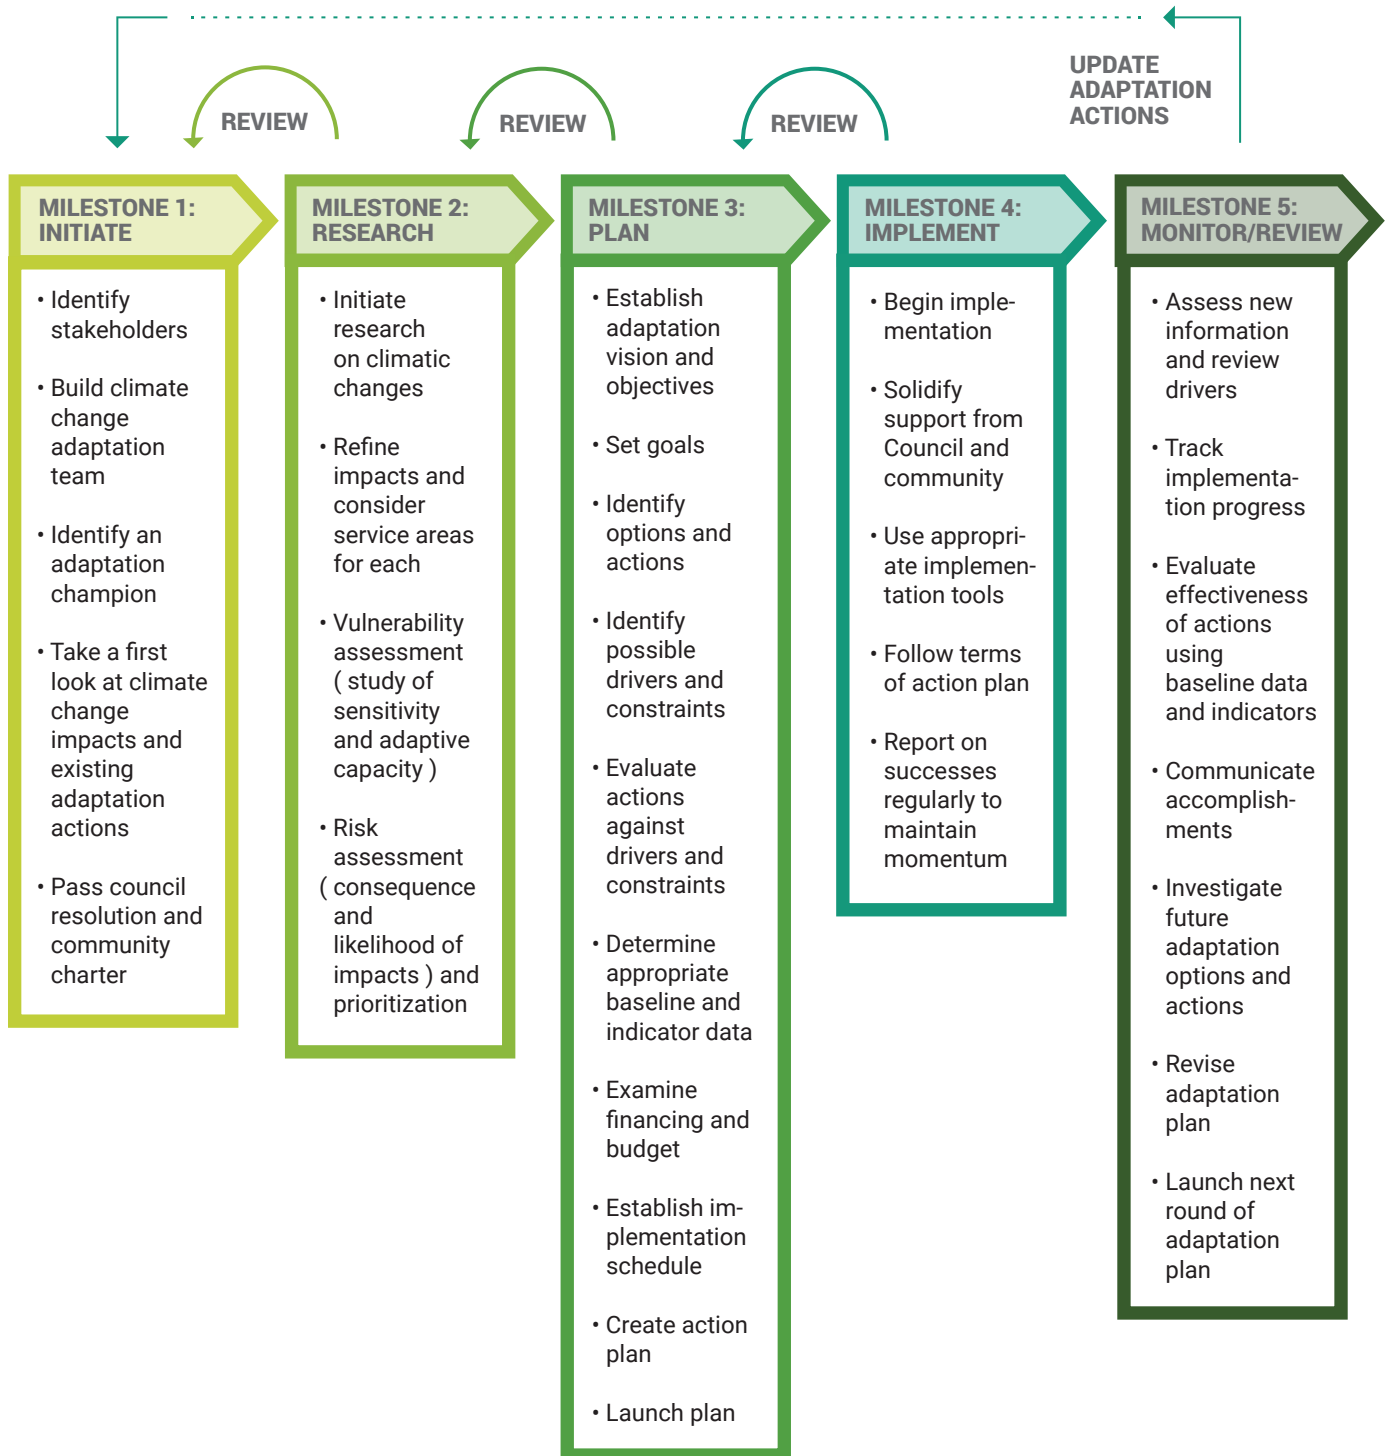 UPDATE
ADAPTATION
ACTIONS
REVIEW
REVIEW
REVIEW
MILESTONE 1:
INITIATE
• Identify
stakeholders
• Build climate
change
adaptation
team
• Identify an
adaptation
champion
• Take a first
look at climate
change
impacts and
existing
adaptation
actions
• Pass council
resolution and
community
charter
MILESTONE 2:
RESEARCH
• Initiate
research
on climatic
changes
• Refine
impacts and
consider
service areas
for each
• Vulnerability
assessment
( study of
sensitivity
and adaptive
capacity )
• Risk
assessment
( consequence
and
likelihood of
impacts ) and
prioritization
MILESTONE 3:
PLAN
• Establish
adaptation
vision and
objectives
• Set goals
• Identify
options and
actions
• Identify
possible
drivers and
constraints
• Evaluate
actions
against
drivers and
constraints
• Determine
appropriate
baseline and
indicator data
• Examine
financing and
budget
• Establish im-
plementation
schedule
• Create action
plan
• Launch plan
MILESTONE 4:
IMPLEMENT
• Begin imple-
mentation
• Solidify
support from
Council and
community
• Use appropri-
ate implemen-
tation tools
• Follow terms
of action plan
• Report on
successes
regularly to
maintain
momentum
MILESTONE 5:
MONITOR/REVIEW
• Assess new
information
and review
drivers
• Track
implementa-
tion progress
• Evaluate
effectiveness
of actions
using
baseline data
and indicators
• Communicate
accomplish-
ments
• Investigate
future
adaptation
options and
actions
• Revise
adaptation
plan
• Launch next
round of
adaptation
plan